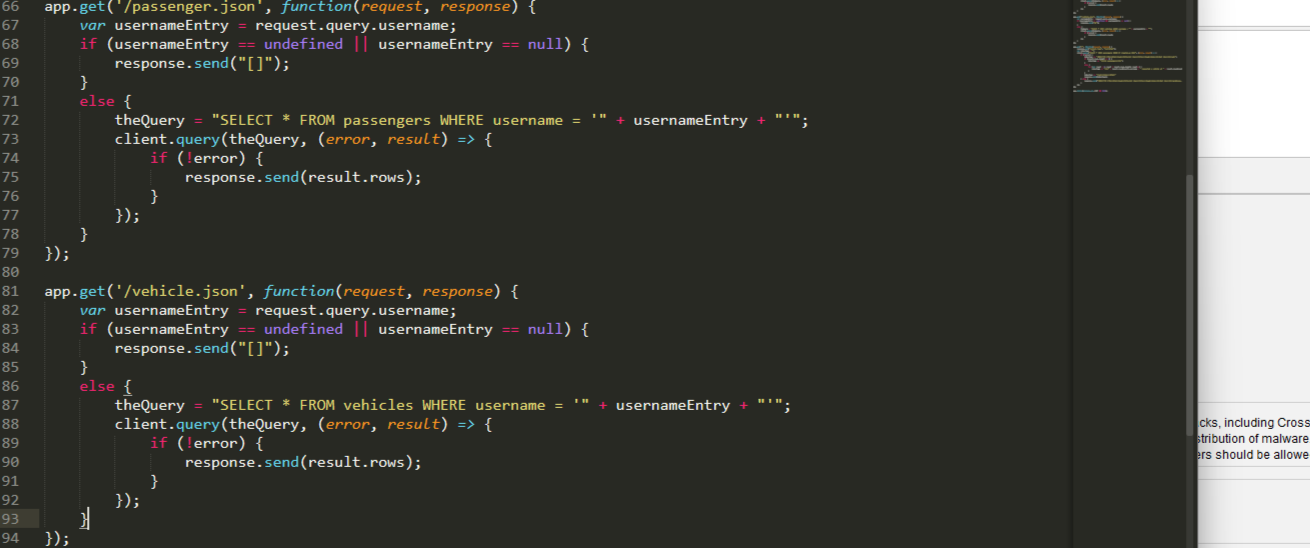 66 app.get('/passenger.json', function(request, response) {
67 var usernameEntry = request.query.username;
68 if (usernameEntry == undefined || usernameEntry == null) {
69 response.send("[]");
70 }
71 else {
72 theQuery = "SELECT * FROM passengers WHERE username = '" + usernameEntry + "'";
73 client.query(theQuery, (error, result) => {
74 if (!error) {
75 response.send(result.rows);
76 }
77 });
78 }
79 });
80
81 app.get('/vehicle.json', function(request, response) {
82 var usernameEntry = request.query.username;
83 if (usernameEntry == undefined || usernameEntry == null) {
84 response.send("[]");
85 }
86 else {
87 theQuery = "SELECT * FROM vehicles WHERE username = '" + usernameEntry + "'";
88 client.query(theQuery, (error, result) => {
89 if (!error) {
90 response.send(result.rows);
91 }
92 });
93 }
94 });
cks, including Cross
stribution of malware
ers should be allowe